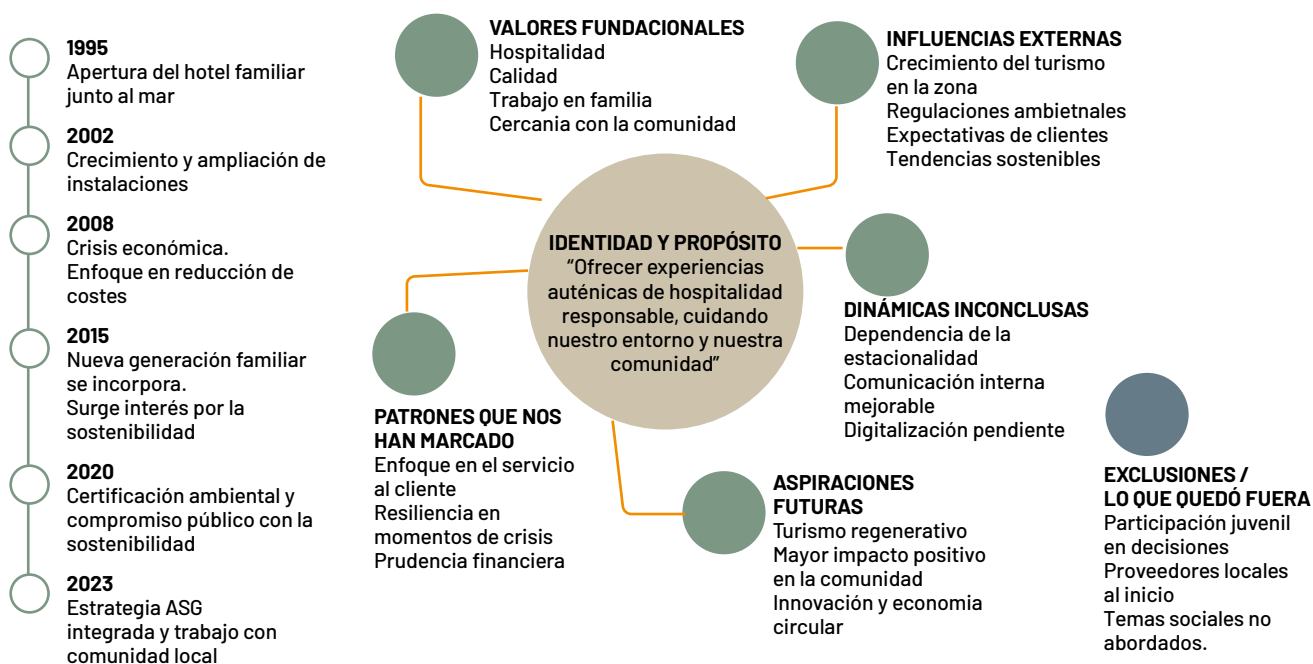 1995
Apertura del hotel familiar
junto al mar
2002
Crecimiento y ampliación de
instalaciones
2008
Crisis económica.
Enfoque en reducción de
costes
2015
Nueva generación familiar
se incorpora.
Surge interés por la
sostenibilidad
2020
Certificación ambiental y
compromiso público con la
sostenibilidad
2023
Estrategia ASG
integrada y trabajo con
comunidad local
VALORES FUNDACIONALES
Hospitalidad
Calidad
Trabajo en familia
Cercania con la comunidad
INFLUENCIAS EXTERNAS
Crecimiento del turismo
en la zona
Regulaciones ambietnales
Expectativas de clientes
Tendencias sostenibles
IDENTIDAD Y PROPÓSITO
“Ofrecer experiencias
auténicas de hospitalidad
responsable, cuidando
nuestro entorno y nuestra
comunidad”
DINÁMICAS INCONCLUSAS
Dependencia de la
estacionalidad
Comunicación interna
mejorable
Digitalización pendiente
PATRONES QUE NOS
HAN MARCADO
Enfoque en el servicio
al cliente
Resiliencia en
momentos de crisis
Prudencia financiera
ASPIRACIONES
FUTURAS
Turismo regenerativo
Mayor impacto positivo
en la comunidad
Innovación y economia
circular
EXCLUSIONES /
LO QUE QUEDÓ FUERA
Participación juvenil
en decisiones
Proveedores locales
al inicio
Temas sociales no
abordados.